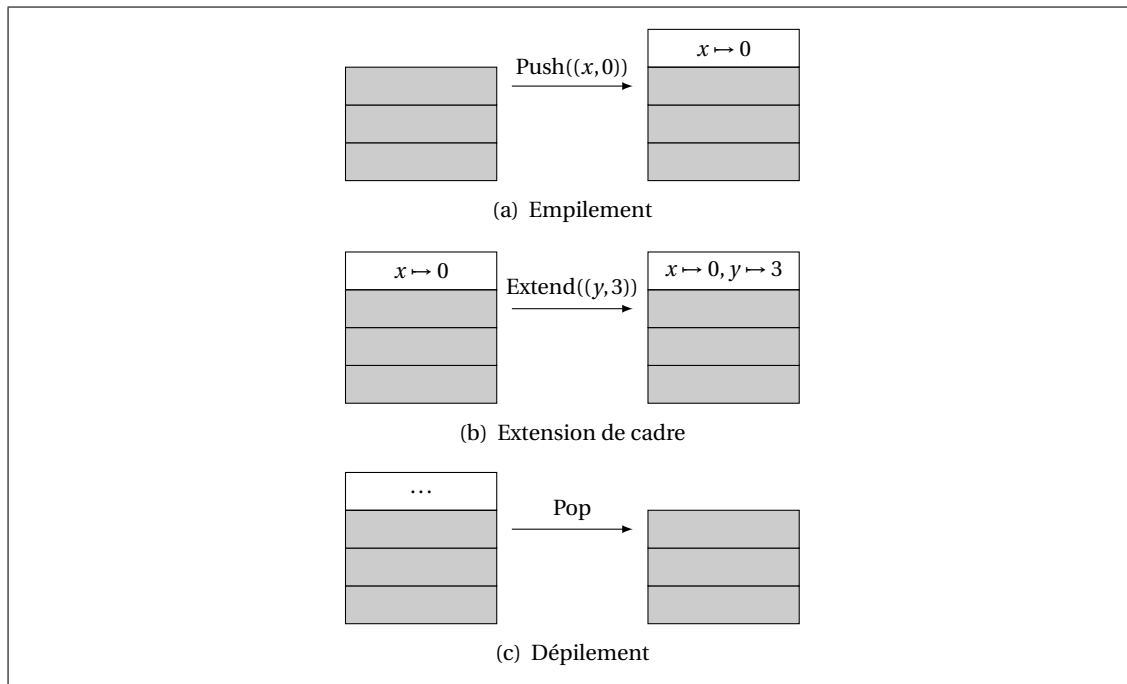 x ↦ 0
Push((x,0))
(a) Empilement
x ↦ 0
x ↦ 0, y ↦ 3
Extend((y,3))
(b) Extension de cadre
...
Pop
(c) Dépilement